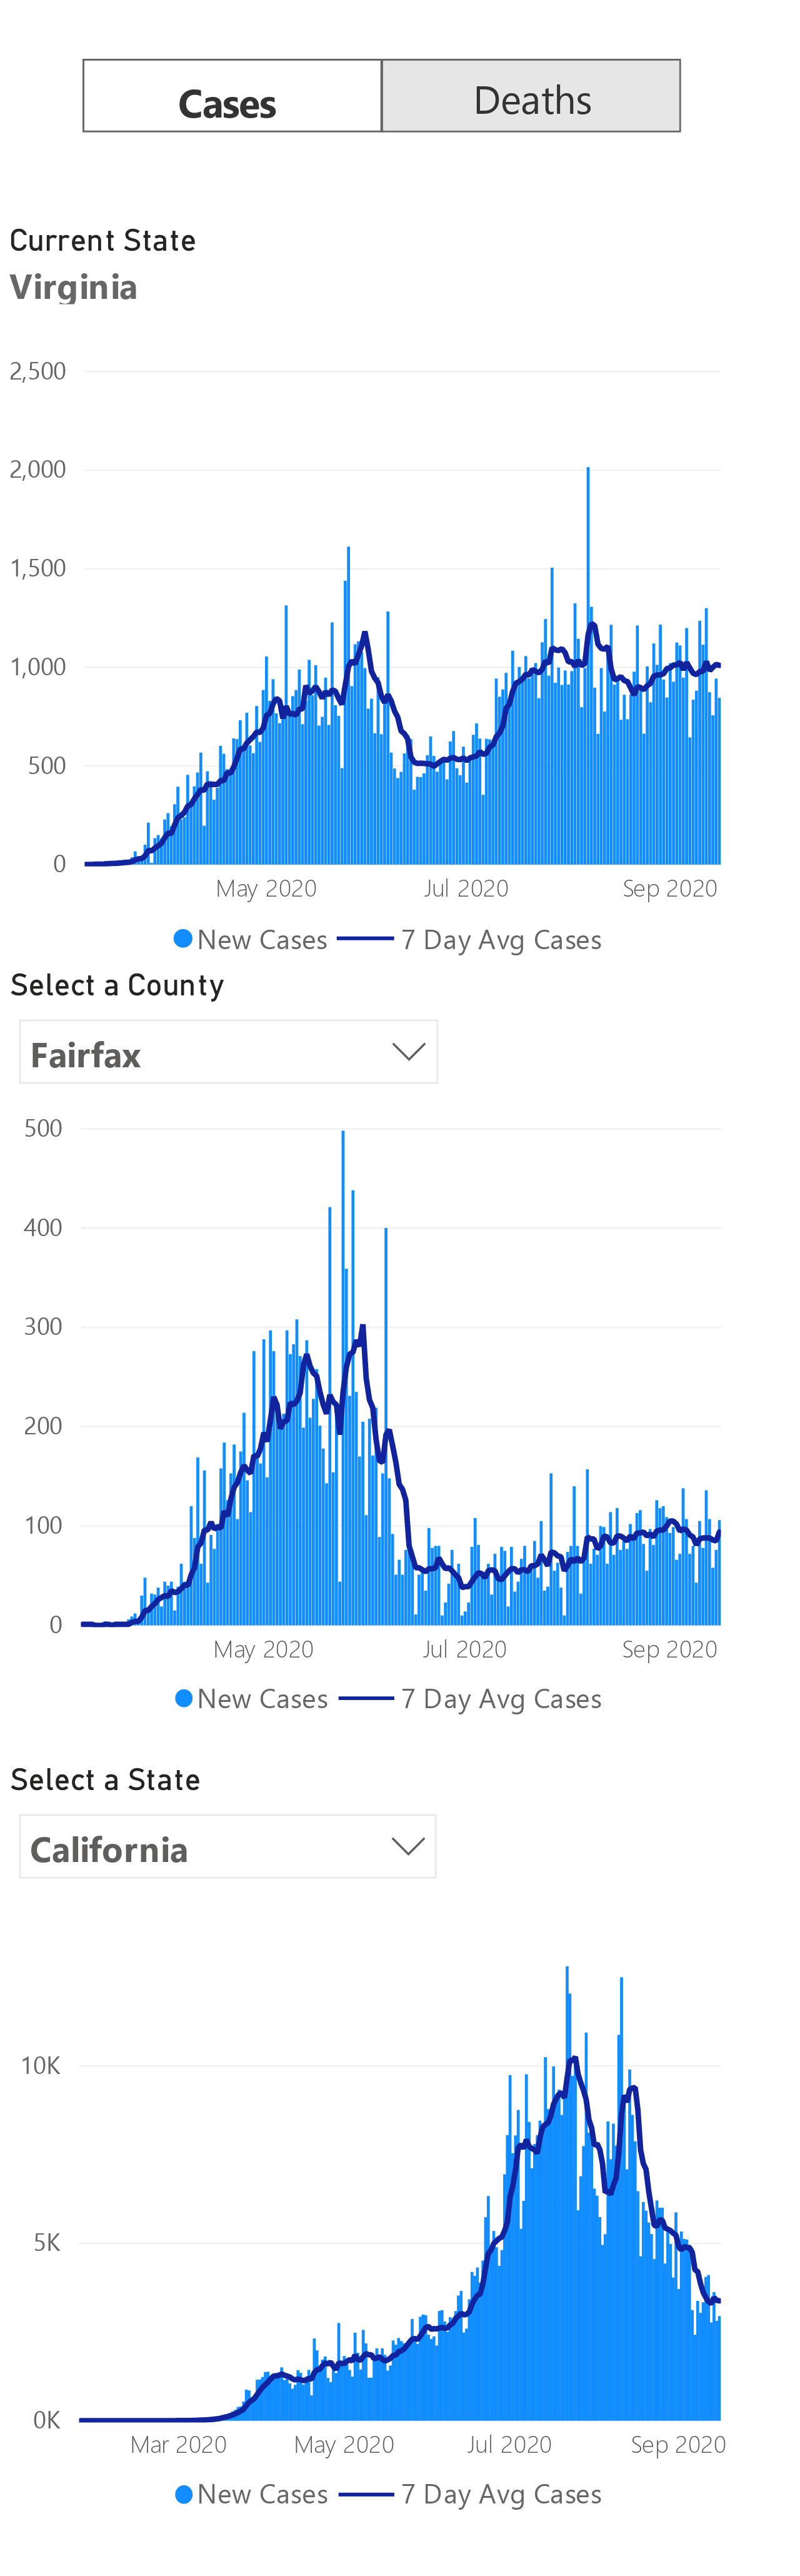 Cases Deaths
Current State
Virginia
2,500
2,000
1,500
1,000
500
0
May 2020 Jul 2020 Sep 2020
New Cases 7 Day Avg Cases
Select a County
Fairfax
500
400
300
200
100
0
May 2020 Jul 2020 Sep 2020
New Cases 7 Day Avg Cases
Select a State
California
10K
5K
0K
Mar 2020 May 2020 Jul 2020 Sep 2020
New Cases 7 Day Avg Cases